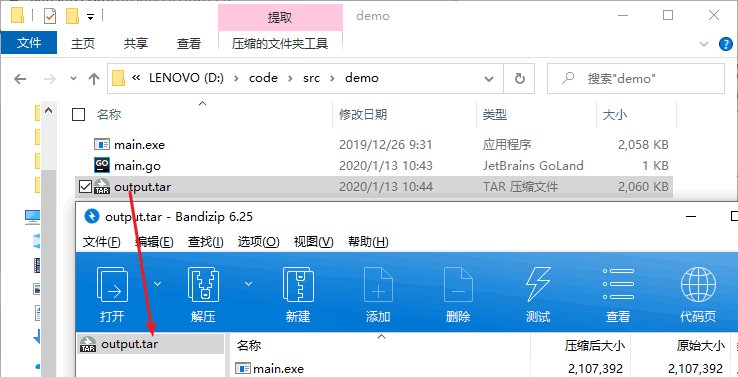 提取 demo
文件 主页 共享 查看 压缩的文件夹工具
« LENOVO (D:) › code › src › demo 搜索"demo"
名称 修改日期 类型 大小
main.exe 2019/12/26 9:31 应用程序 2,058 KB
GO main.go 2020/1/13 10:43 JetBrains GoLand 1 KB
TAR output.tar 2020/1/13 10:44 TAR 压缩文件 2,060 KB
output.tar - Bandizip 6.25
文件(F) 编辑(E) 查找(I) 选项(O) 视图(V) 帮助(H)
打开 解压 新建 添加 删除 测试 查看 代码页
TAR output.tar 名称 压缩后大小 原始大小
main.exe 2,107,392 2,107,392